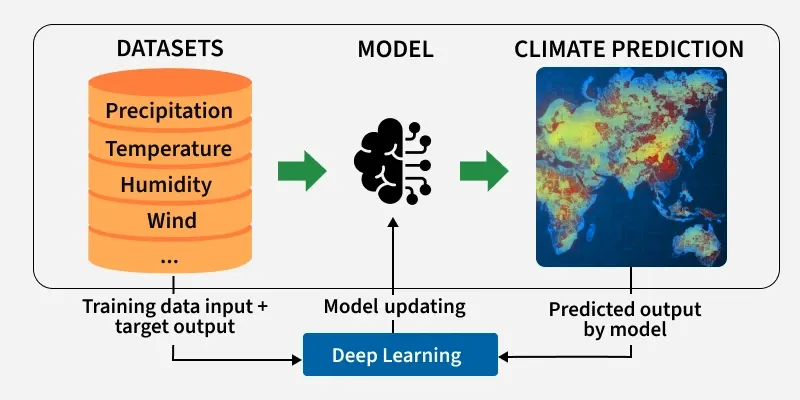 DATASETS
MODEL
CLIMATE PREDICTION
Precipitation
Temperature
Humidity
Wind
...
Training data input +
target output
Model updating
Predicted output
by model
Deep Learning